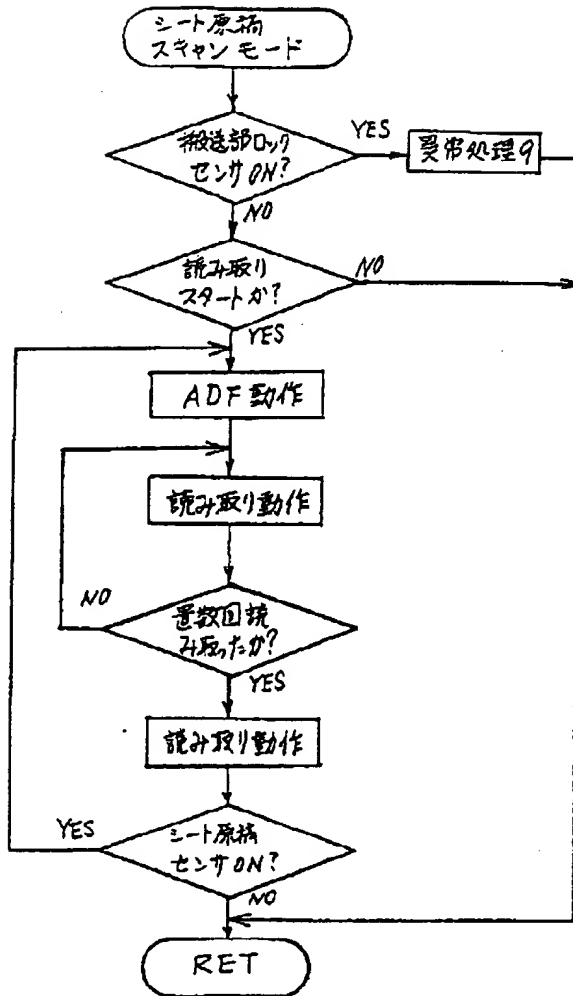 シート原稿
スキャンモード
搬送部ロック
センサON?
YES
異常処理9
NO
読み取り
スタートか?
NO
YES
ADF動作
読み取り動作
NO
置数回読
み取ったか?
YES
読み取り動作
YES
シート原稿
センサON?
NO
RET